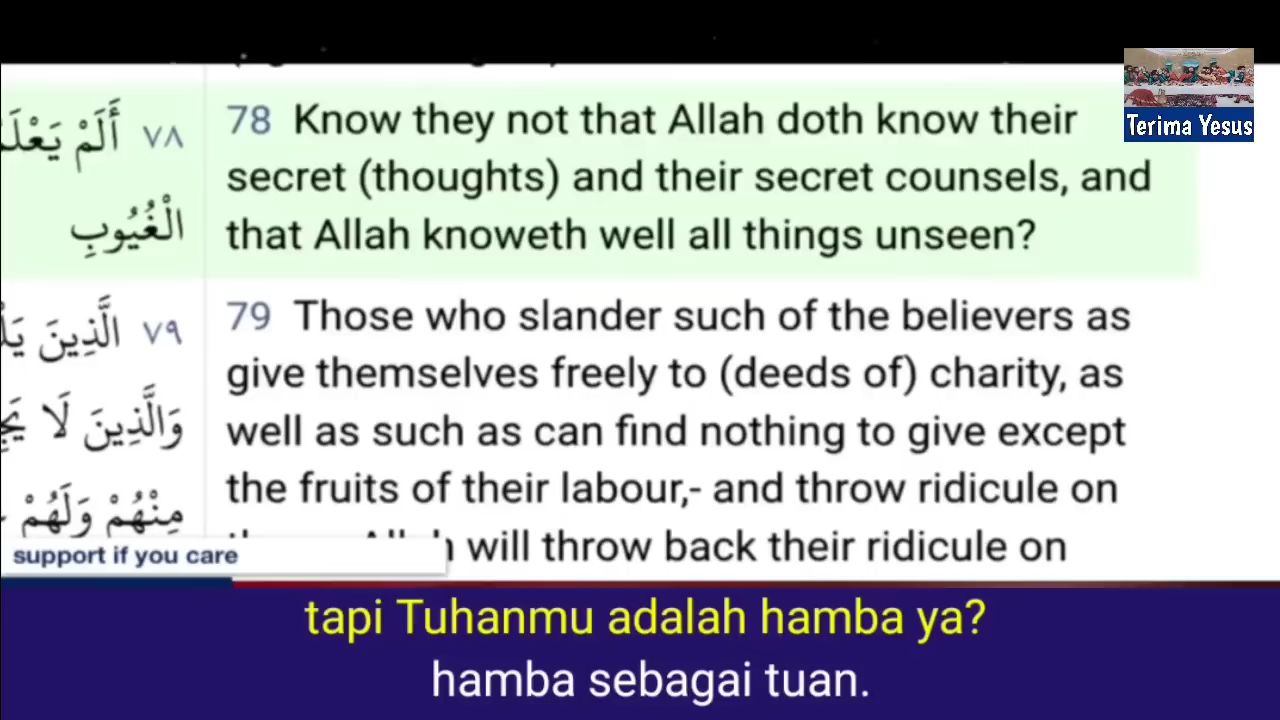 Terima Yesus
٧٨ أَلَمْ
78 Know they not that Allah doth know their
secret (thoughts) and their secret counsels, and
الْغُيُوبِ
that Allah knoweth well all things unseen?
٧٩ الَّذِينَ
79 Those who slander such of the believers as
give themselves freely to (deeds of) charity, as
وَالَّذِينَ لَا
well as such as can find nothing to give except
the fruits of their labour,- and throw ridicule on
مِنْهُمْ وَلَهُمْ
will throw back their ridicule on
support if you care
tapi Tuhanmu adalah hamba ya?
hamba sebagai tuan.